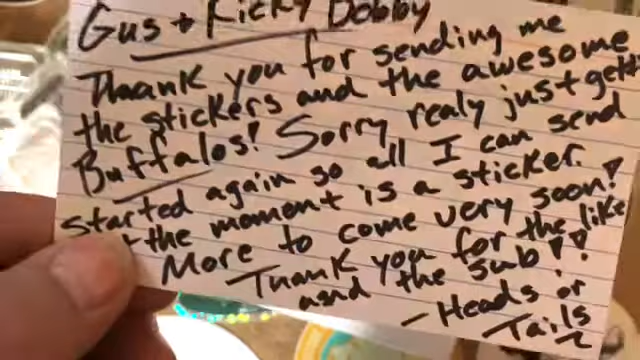 Gus + Ricky Dobby
Thank you for sending me
the stickers and the awesome
Buffalos! Sorry realy just gett
started again so all I can send
the moment is a sticker.
More to come very soon!
Thank you for the like
and the sub!!
- Heads or
Tails